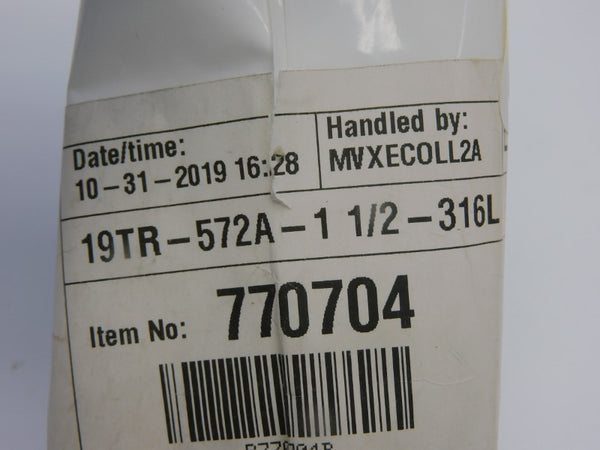 Date/time:
10-31-2019 16:28
Handled by:
MVXECOLL2A
19TR-572A-1 1/2-316L
Item No: 770704